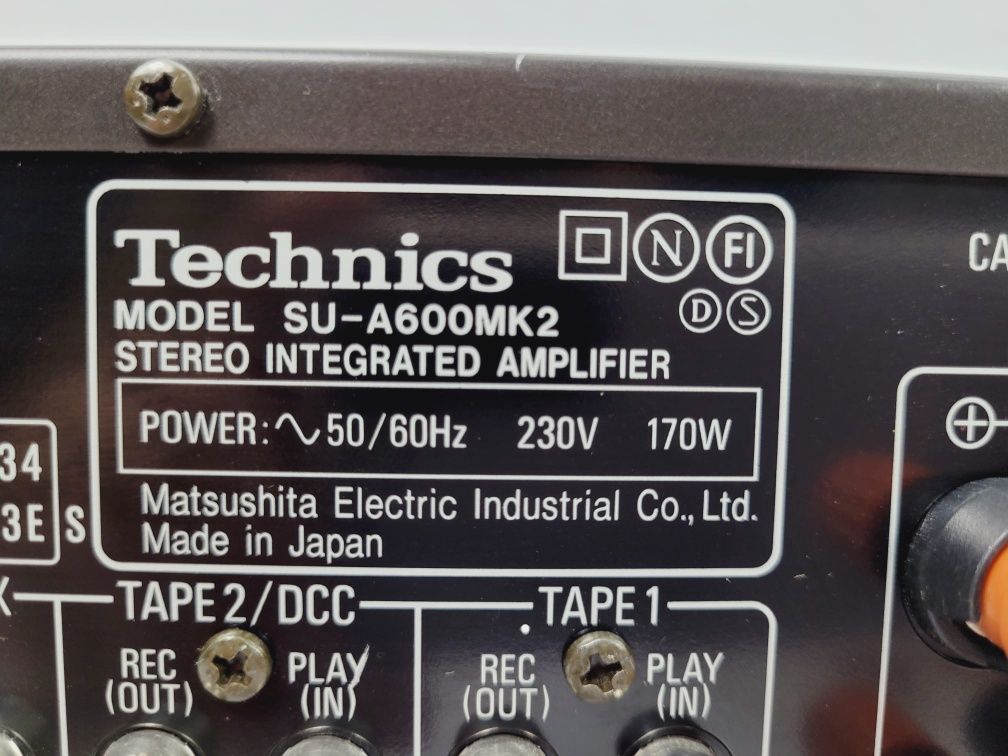 Technics N FI
D S
MODEL SU-A600MK2
STEREO INTEGRATED AMPLIFIER
POWER: ∿ 50/60Hz 230V 170W
Matsushita Electric Industrial Co., Ltd.
Made in Japan
34
3E S
CA
TAPE 2/DCC TAPE 1
REC (OUT) PLAY (IN) REC (OUT) PLAY (IN)